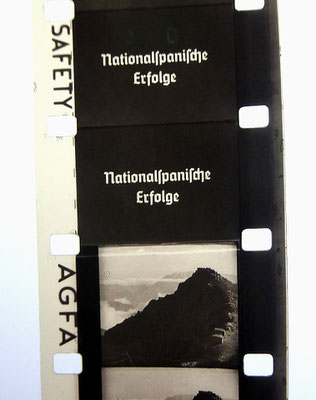 SAFETY
Nationalſpaniſche
Erfolge
Nationalſpaniſche
Erfolge
AGFA